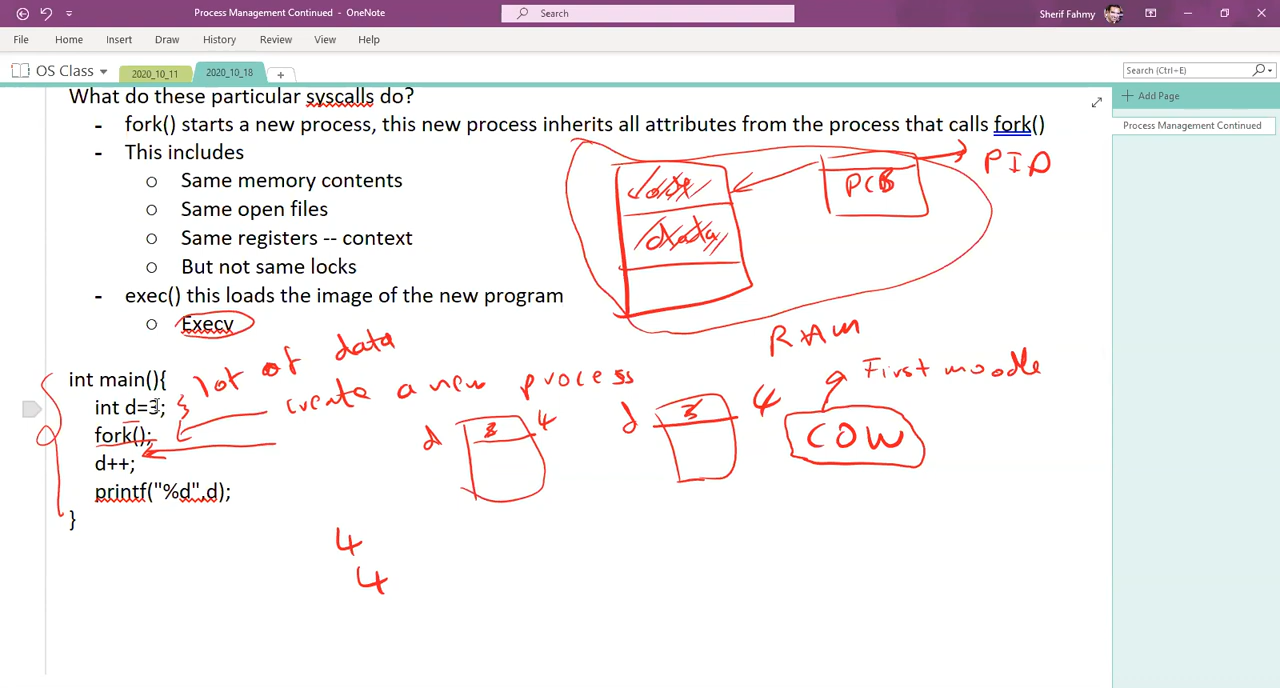 Process Management Continued - OneNote
Search
Sherif Fahmy
File Home Insert Draw History Review View Help
OS Class
2020_10_11
2020_10_18
Search (Ctrl+E)
Add Page
Process Management Continued
What do these particular syscalls do?
- fork() starts a new process, this new process inherits all attributes from the process that calls fork()
- This includes
o Same memory contents
o Same open files
o Same registers -- context
o But not same locks
- exec() this loads the image of the new program
o Execv
PCB
PID
data
RAM
int main(){
int d=3;
fork();
d++;
printf("%d",d);
}
lot of data
create a new process
d 3 4
d 3 4
COW
First moodle
4
4